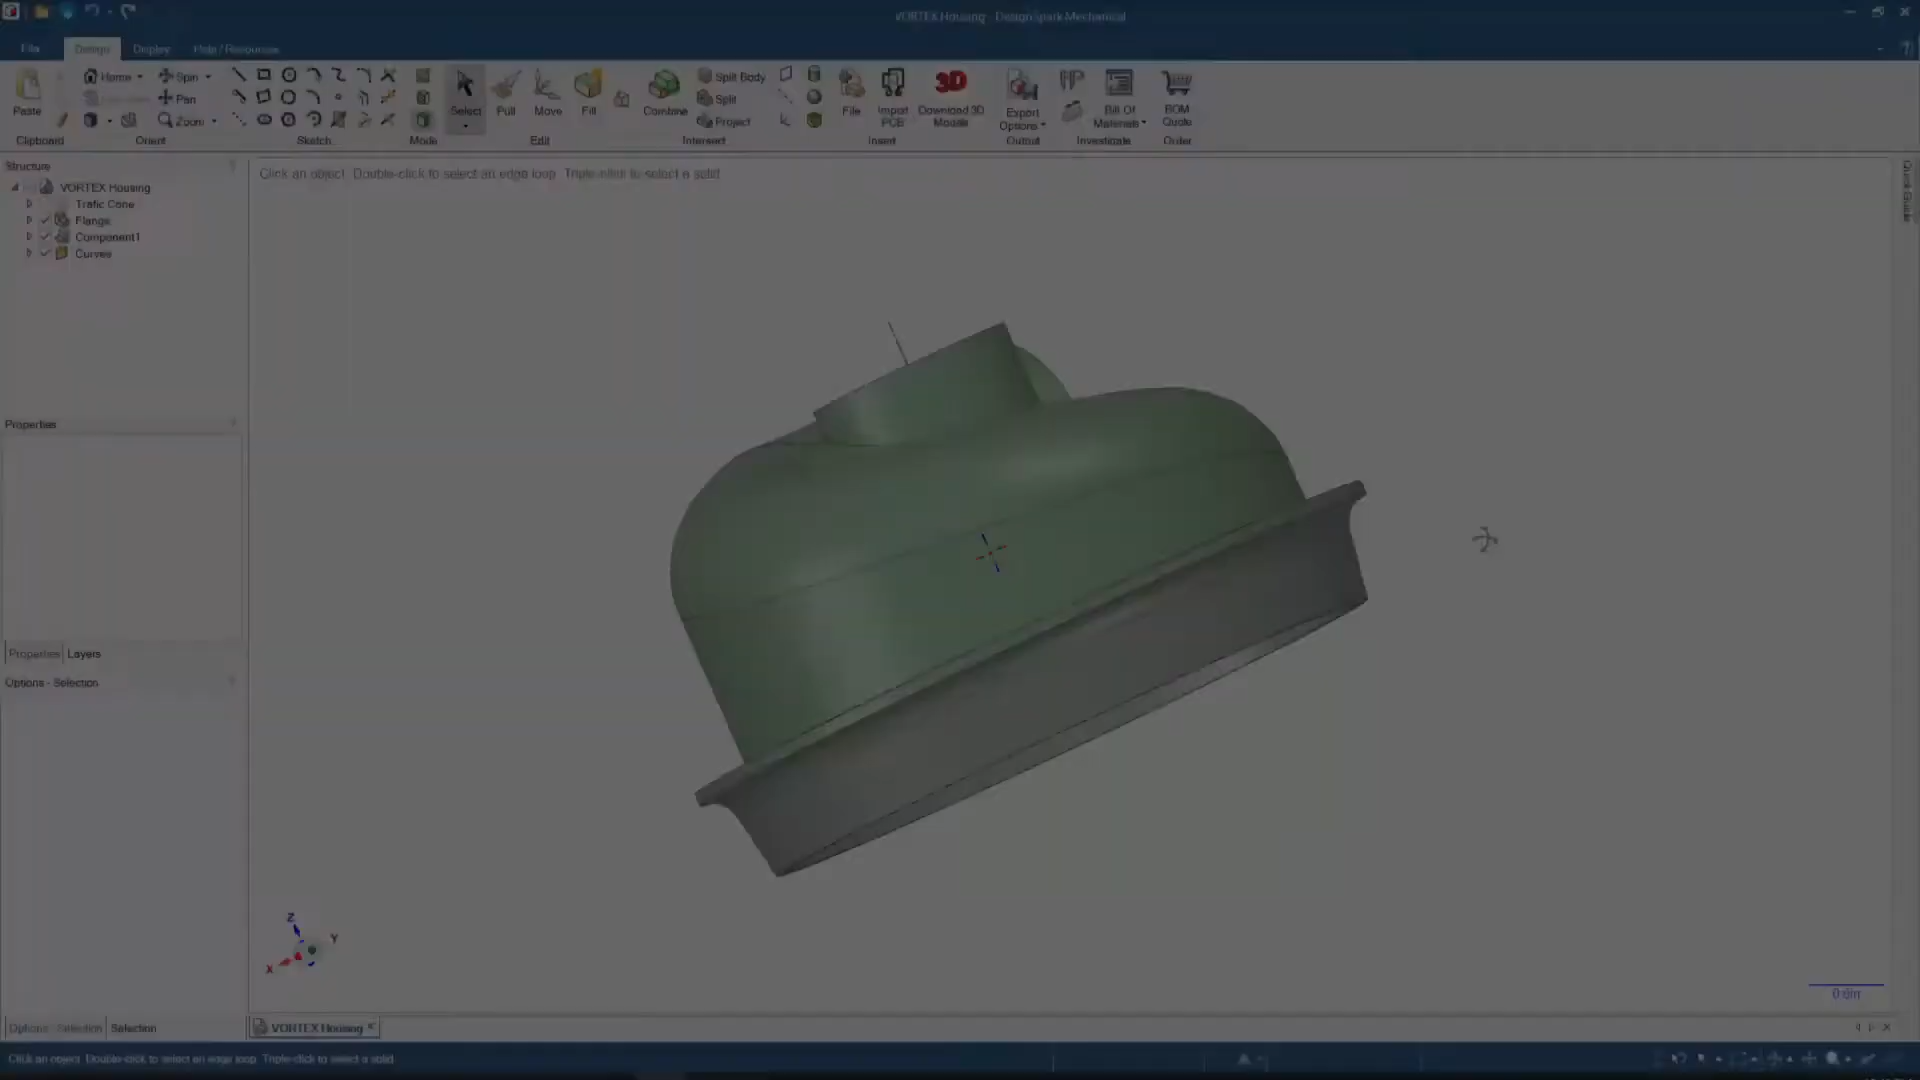 VORTEX Housing - DesignSpark Mechanical
File Design Display Help / Resources
Home Spin Split Body
Pan Split
Zoom Project
Paste Select Pull Move Fill Combine File Import PCB Download 3D Models Export Options Bill Of Materials BOM Quote
3D
Clipboard Orient Sketch Mode Edit Intersect Insert Output Investigate Order
Structure
Click an object. Double-click to select an edge loop. Triple-click to select a solid.
Quick Guide
VORTEX Housing
Trafic Cone
Flange
Component1
Curves
Properties
Properties Layers
Options - Selection
Z
Y
X
Options - Selection Selection
VORTEX Housing
Click an object. Double-click to select an edge loop. Triple-click to select a solid.